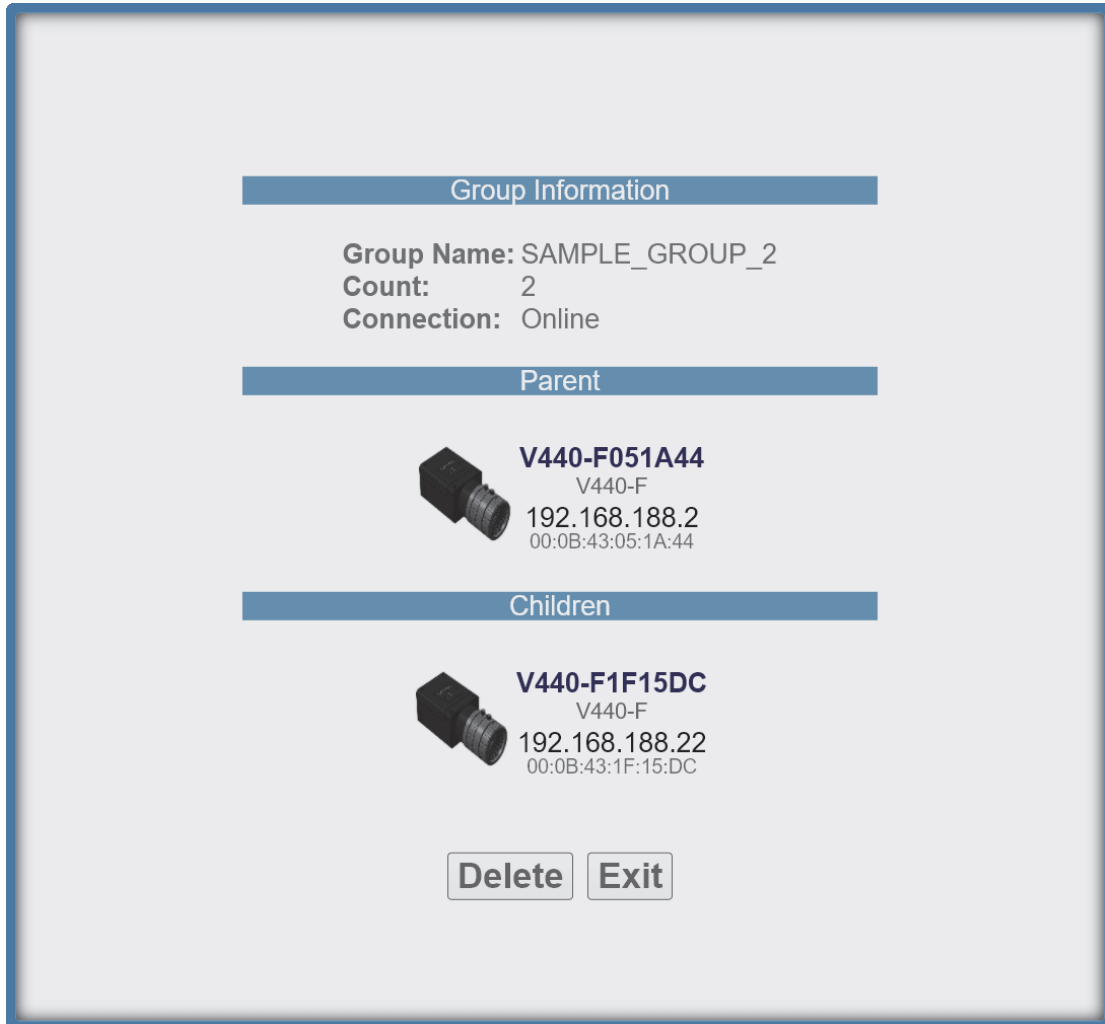 Group Information
Group Name: SAMPLE_GROUP_2
Count: 2
Connection: Online
Parent
V440-F051A44
V440-F
192.168.188.2
00:0B:43:05:1A:44
Children
V440-F1F15DC
V440-F
192.168.188.22
00:0B:43:1F:15:DC
Delete Exit